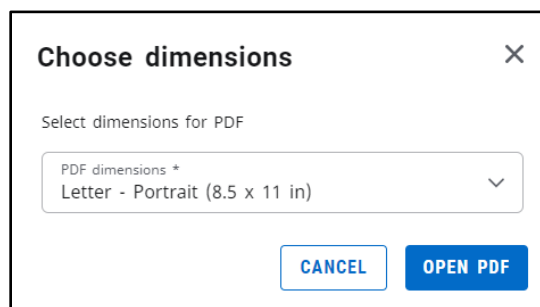 Choose dimensions
Select dimensions for PDF
PDF dimensions *
Letter - Portrait (8.5 x 11 in)
CANCEL
OPEN PDF